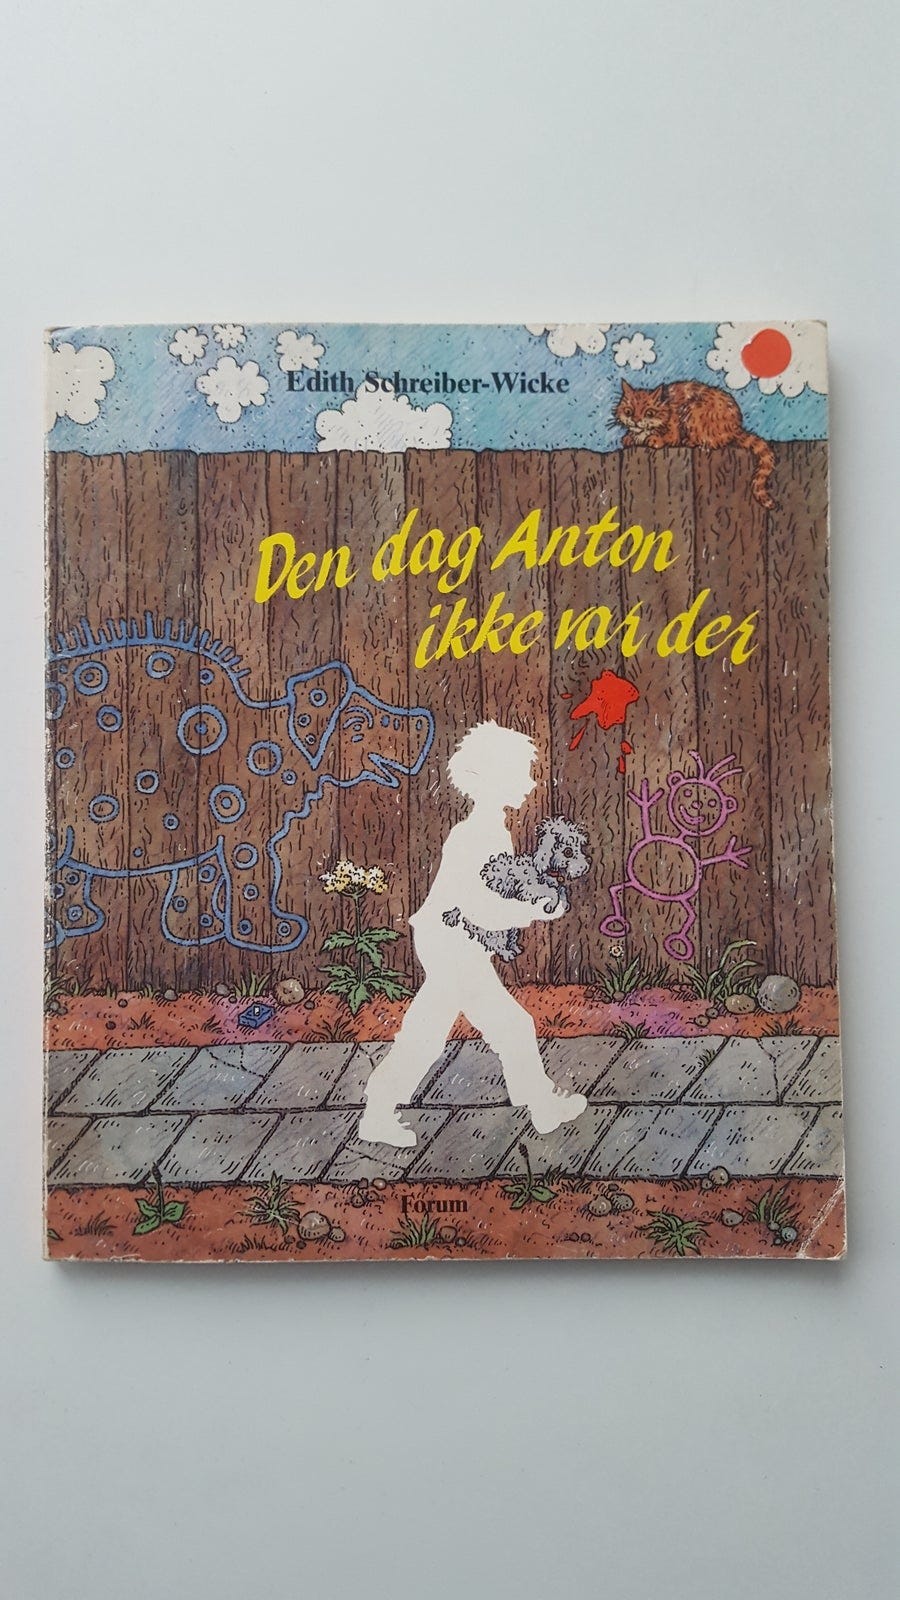 Edith Schreiber-Wicke
Den dag Anton
ikke var der
Forum